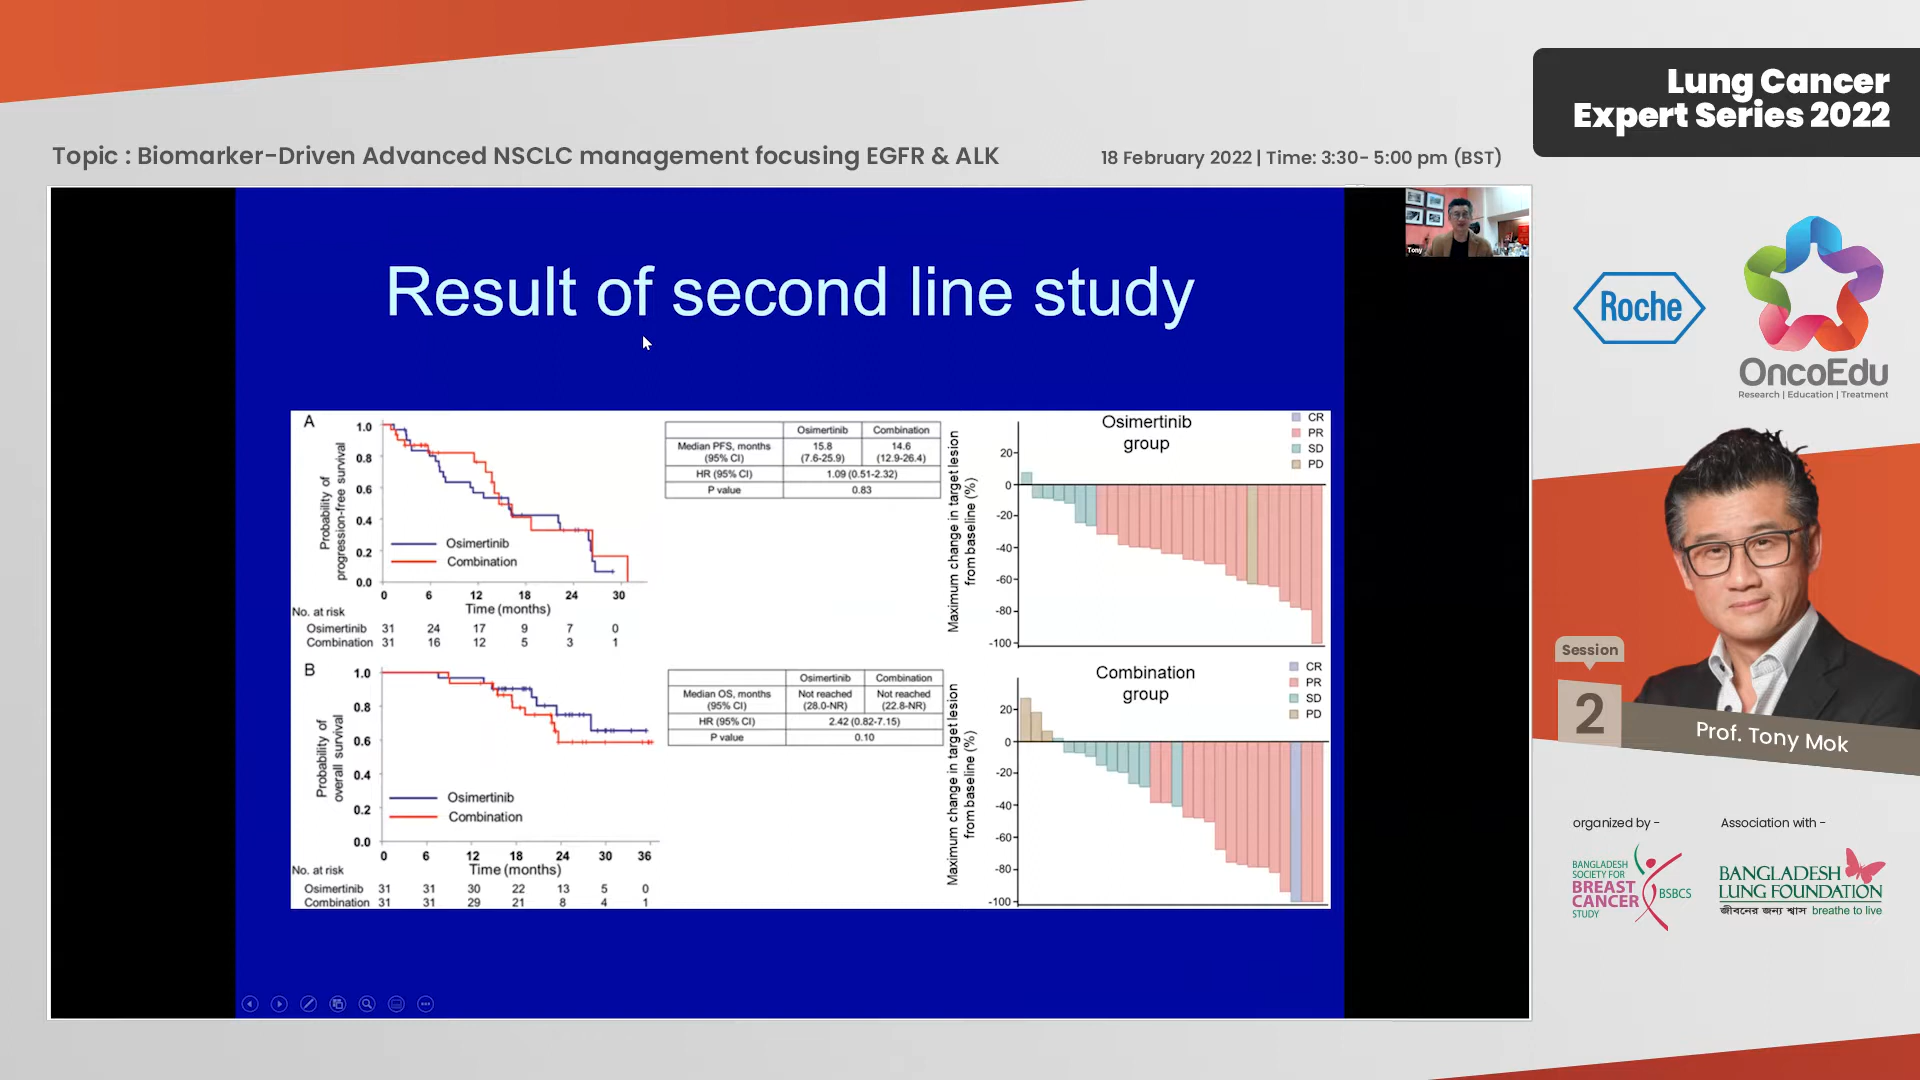 Lung Cancer
Expert Series 2022
Topic : Biomarker-Driven Advanced NSCLC management focusing EGFR & ALK
18 February 2022 | Time: 3:30- 5:00 pm (BST)
Tony
Result of second line study
A
Probability of
progression-free survival
1.0
0.8
0.6
0.4
0.2
0.0
Osimertinib
Combination
0 6 12 18 24 30
Time (months)
No. at risk
Osimertinib 31 24 17 9 7 0
Combination 31 16 12 5 3 1
Osimertinib Combination
Median PFS, months (95% CI) 15.8 (7.6-25.9) 14.6 (12.9-26.4)
HR (95% CI) 1.09 (0.51-2.32)
P value 0.83
Osimertinib
group
CR
PR
SD
PD
Maximum change in target lesion
from baseline (%)
20
0
-20
-40
-60
-80
-100
B
Probability of
overall survival
1.0
0.8
0.6
0.4
0.2
0.0
Osimertinib
Combination
0 6 12 18 24 30 36
Time (months)
No. at risk
Osimertinib 31 31 30 22 13 5 0
Combination 31 31 29 21 8 4 1
Osimertinib Combination
Median OS, months (95% CI) Not reached (28.0-NR) Not reached (22.8-NR)
HR (95% CI) 2.42 (0.82-7.15)
P value 0.10
Combination
group
CR
PR
SD
PD
Maximum change in target lesion
from baseline (%)
20
0
-20
-40
-60
-80
-100
Roche
OncoEdu
Research | Education | Treatment
Session
2
Prof. Tony Mok
organized by -
Association with -
BANGLADESH
SOCIETY FOR
BREAST
CANCER
STUDY
BSBCS
BANGLADESH
LUNG FOUNDATION
জীবনের জন্য শ্বাস breathe to live